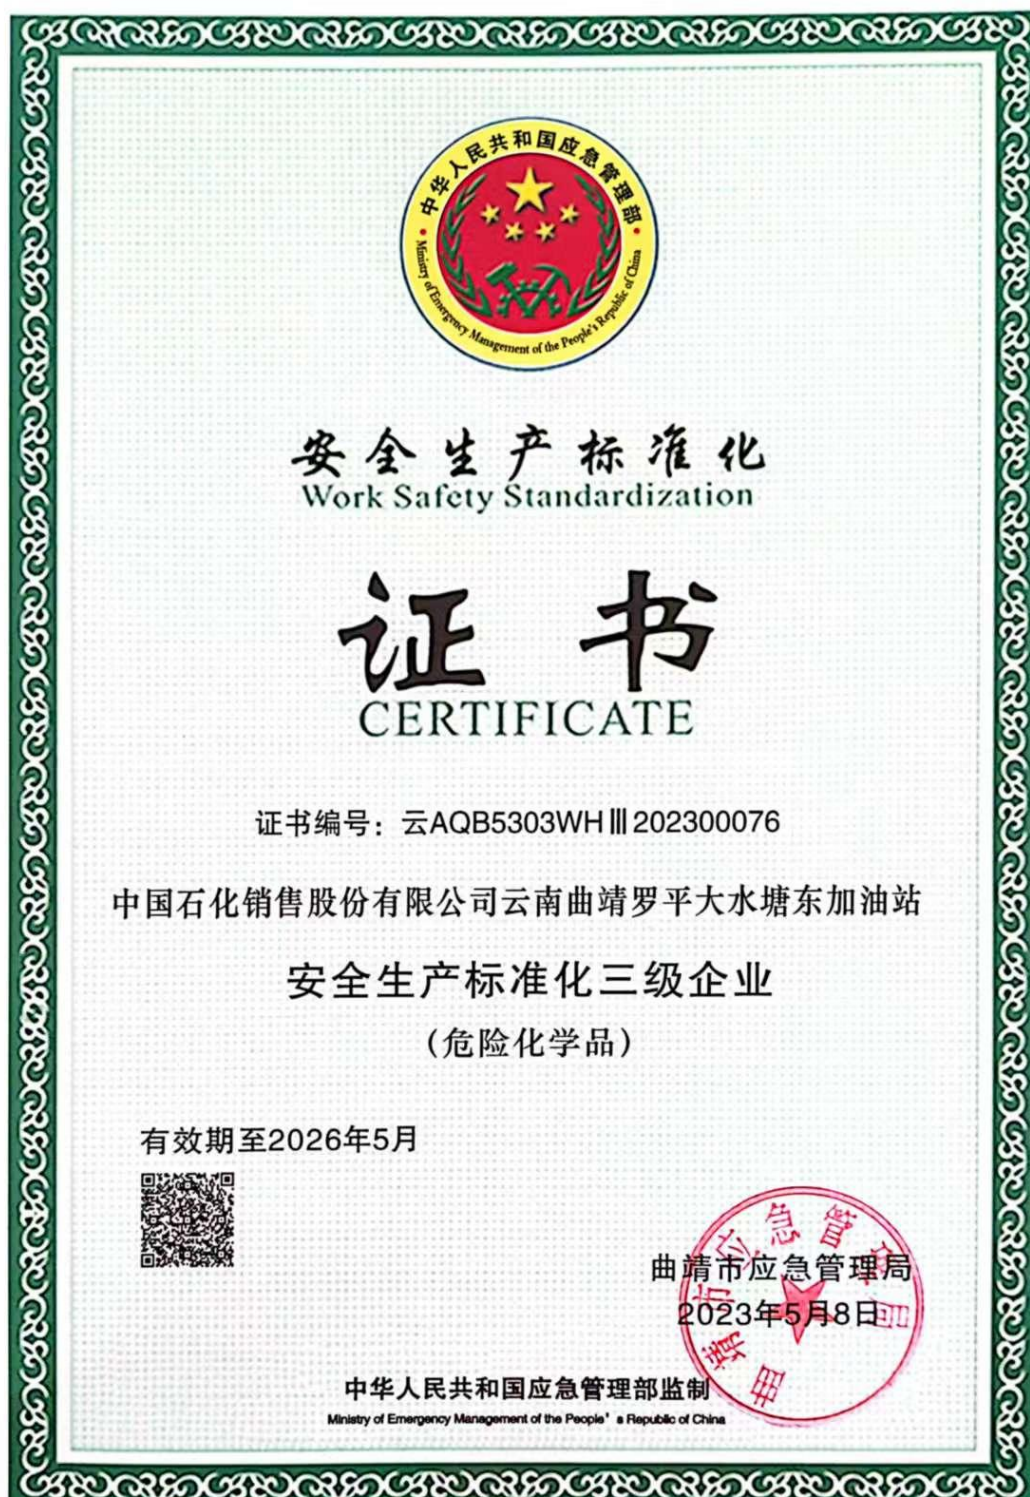 中华人民共和国应急管理部
Ministry of Emergency Management of the People's Republic of China
安全生产标准化
Work Safety Standardization
证书
CERTIFICATE
证书编号：云AQB5303WHⅢ202300076
中国石化销售股份有限公司云南曲靖罗平大水塘东加油站
安全生产标准化三级企业
（危险化学品）
有效期至2026年5月
曲靖市应急管理局
曲靖市应急管理局
2023年5月8日
中华人民共和国应急管理部监制
Ministry of Emergency Management of the People's Republic of China